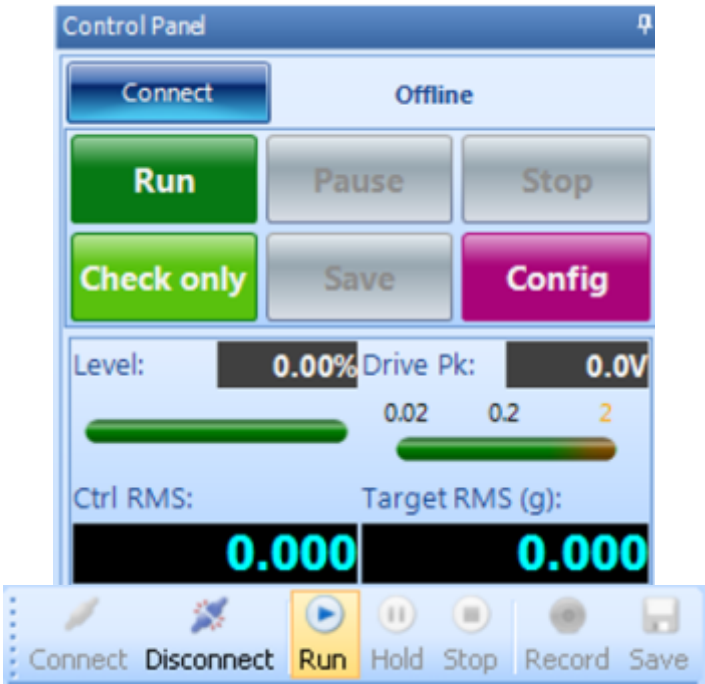 Control Panel
Connect Offline
Run Pause Stop
Check only Save Config
Level: 0.00% Drive Pk: 0.0V
0.02 0.2 2
Ctrl RMS: Target RMS (g):
0.000 0.000
Connect Disconnect Run Hold Stop Record Save